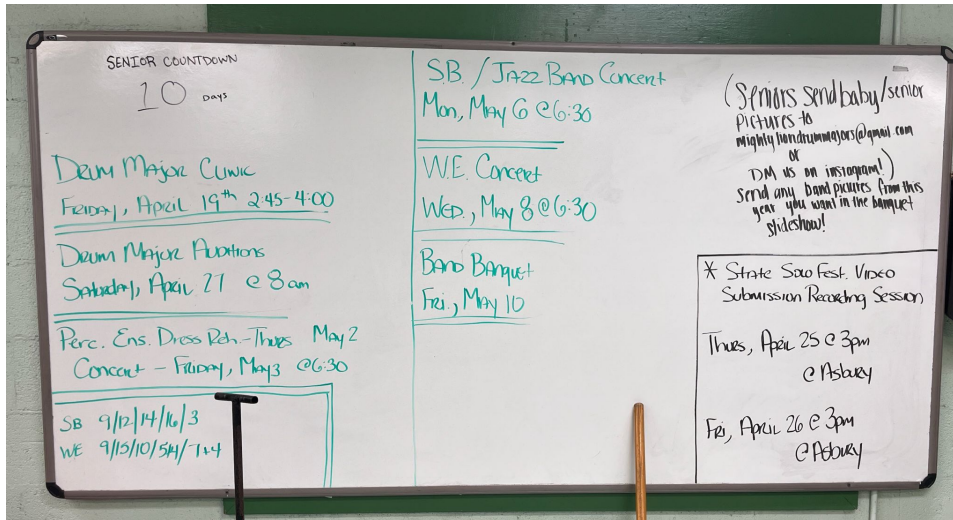 SENIOR COUNTDOWN
10 DAYS
DRUM MAJOR CLINIC
FRIDAY, APRIL 19th 2:45-4:00
DRUM MAJOR AUDITIONS
SATURDAY, APRIL 27 @ 8am
PERC. ENS. DRESS REH.-THURS MAY 2
CONCERT - FRIDAY, MAY 3 @6:30
SB 9/12/14/16/3
WE 9/15/10/5
S.B. / JAZZ BAND CONCERT
MON, MAY 6 @6:30
W.E. CONCERT
WED., MAY 8 @6:30
BAND BANQUET
FRI., MAY 10
(Seniors send baby/senior
pictures to
mightyliondrummajors@gmail.com
or
DM us on instagram!)
Send any band pictures from this
year you want in the banquet
slideshow!
* STATE SOLO FEST. VIDEO
SUBMISSION RECORDING SESSION
THURS, APRIL 25 @ 3pm
@ ASBURY
FRI, APRIL 26 @ 3pm
@ ASBURY